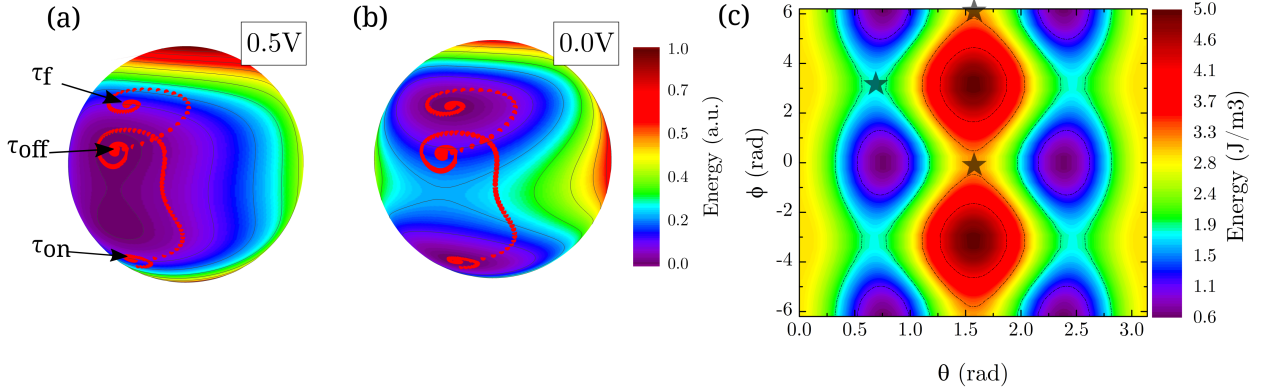 (a)
0.5V
τf
τoff
τon
(b)
0.0V
1.0
0.7
0.5
0.4
0.2
0.0
Energy (a.u.)
(c)
6
4
2
0
-2
-4
-6
ϕ (rad)
0.0 0.5 1.0 1.5 2.0 2.5 3.0
θ (rad)
5.0
4.6
4.1
3.7
3.3
2.8
2.4
1.9
1.5
1.1
0.6
Energy (J/m3)